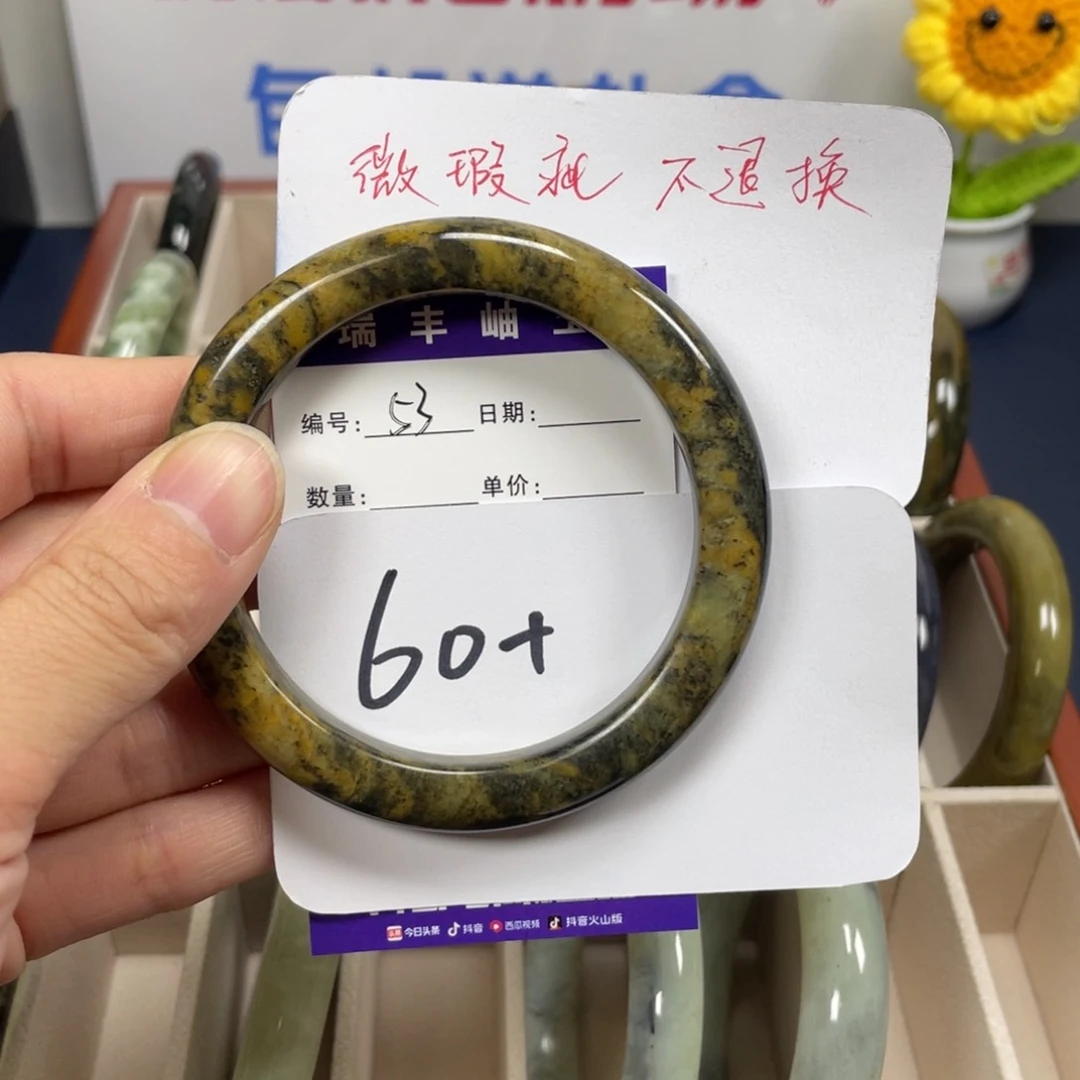 微瑕疵 不退换
瑞丰岫玉
编号: 53 日期:
数量: 单价:
60+
今日头条 抖音 西瓜视频 抖音火山版